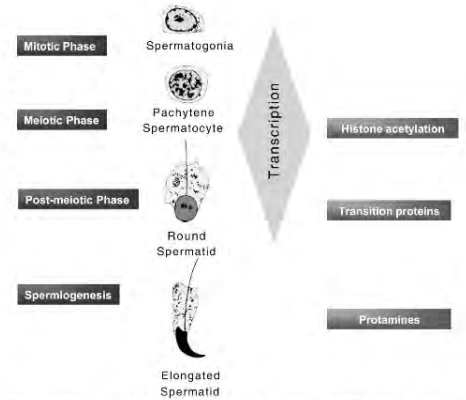 Mitotic Phase
Spermatogonia
Meiotic Phase
Pachytene
Spermatocyte
Transcription
Histone acetylation
Post-meiotic Phase
Transition proteins
Round
Spermatid
Spermiogenesis
Protamines
Elongated
Spermatid